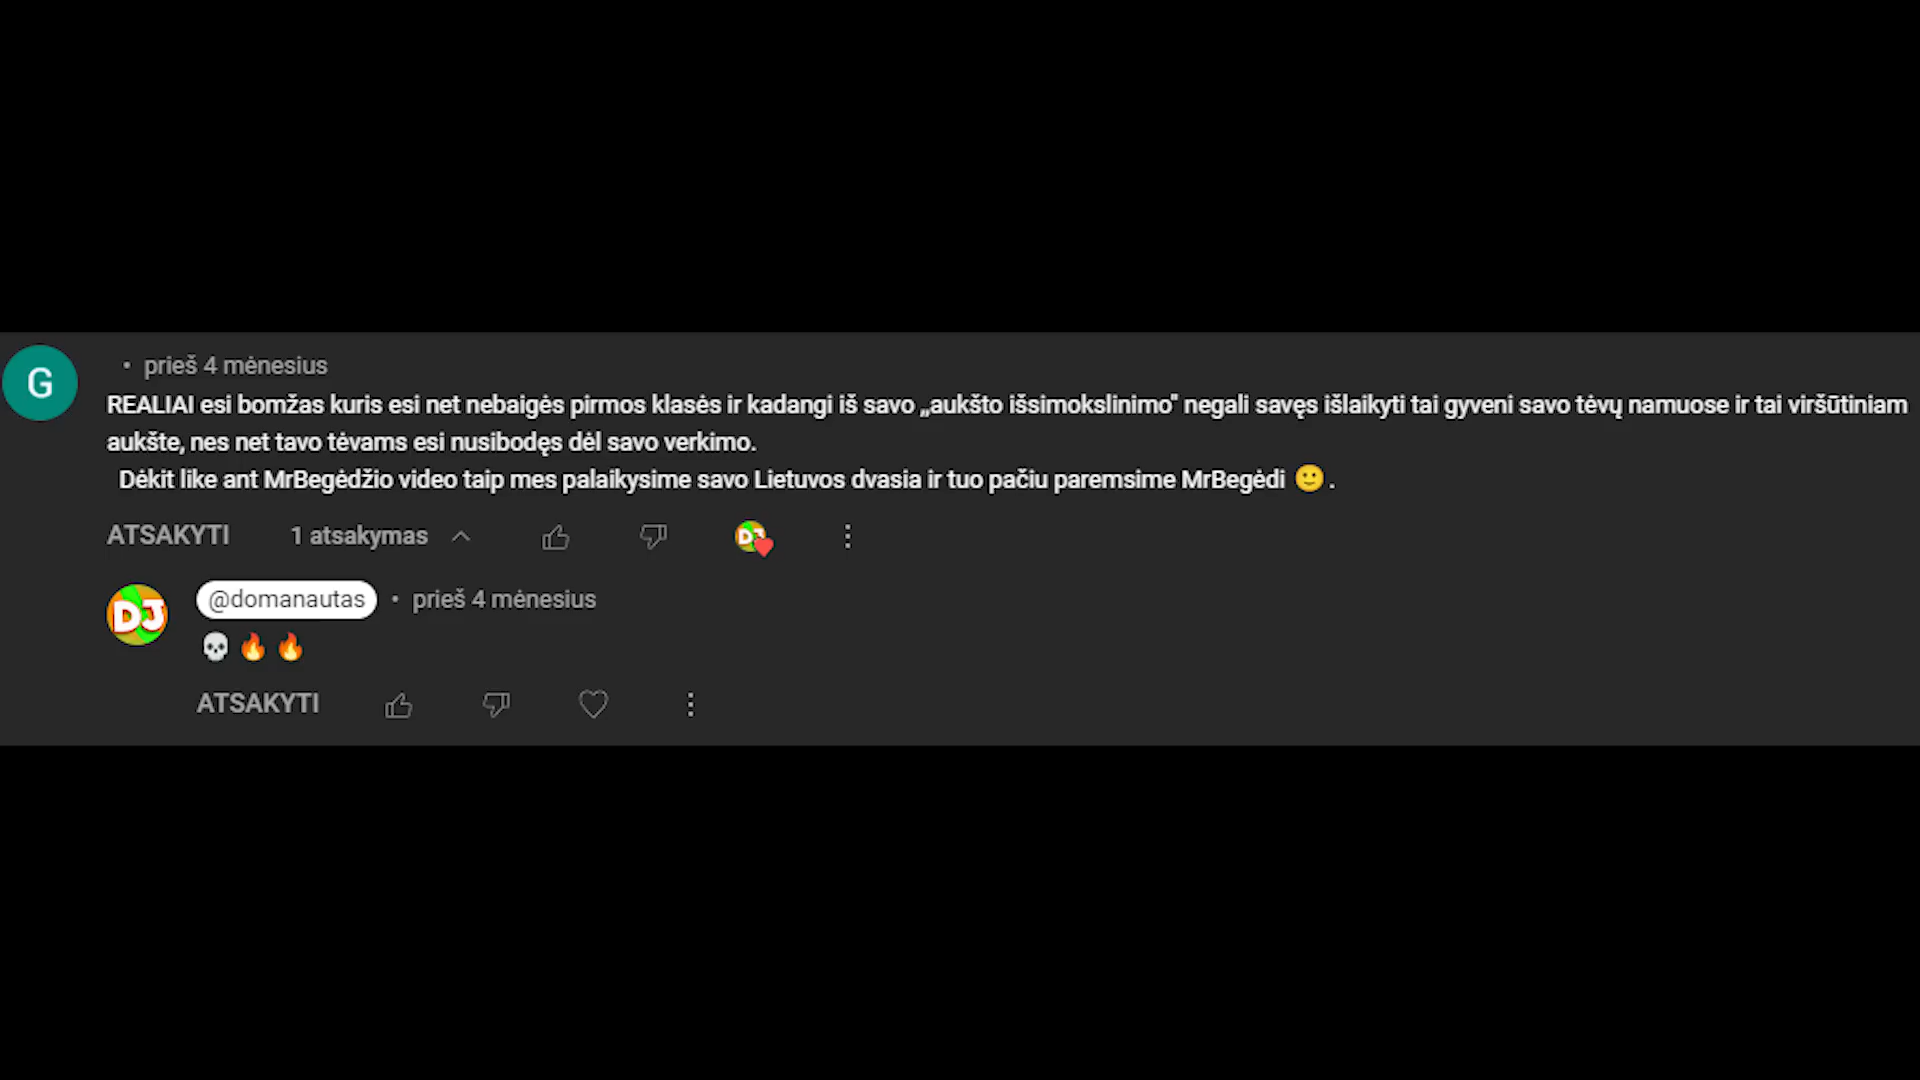 G
• prieš 4 mėnesius
REALIAI esi bomžas kuris esi net nebaigės pirmos klasės ir kadangi iš savo „aukšto išsimokslinimo" negali savęs išlaikyti tai gyveni savo tėvų namuose ir tai viršūtiniam
aukšte, nes net tavo tėvams esi nusibodęs dėl savo verkimo.
Dėkit like ant MrBegėdžio video taip mes palaikysime savo Lietuvos dvasia ir tuo pačiu paremsime MrBegėdi 🙂 .
ATSAKYTI 1 atsakymas
DJ
DJ
@domanautas • prieš 4 mėnesius
💀🔥🔥
ATSAKYTI